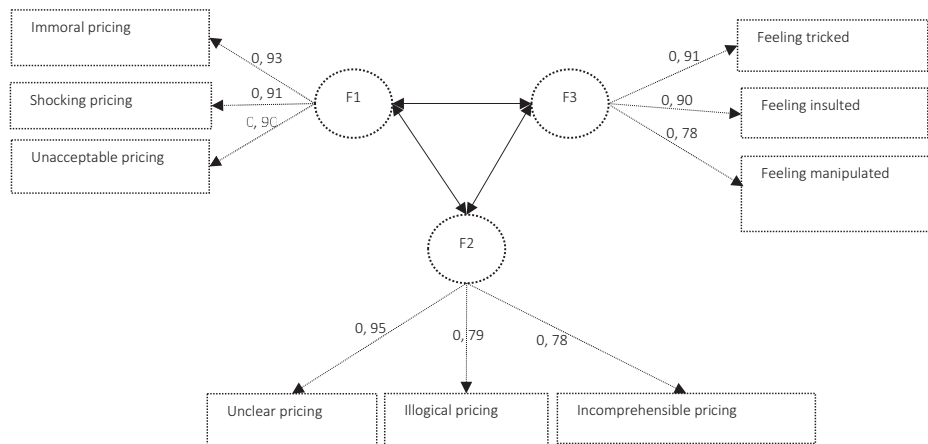 Immoral pricing
0, 93
Feeling tricked
0, 91
Shocking pricing
0, 91
F1
F3
0, 90
Feeling insulted
0, 78
Unacceptable pricing
Feeling manipulated
F2
0, 95
0, 79
0, 78
Unclear pricing
Illogical pricing
Incomprehensible pricing